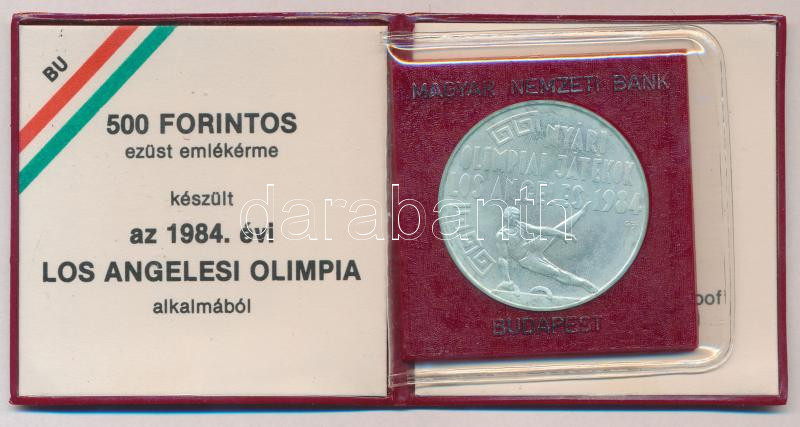 BU
500 FORINTOS
ezüst emlékérme
készült
az 1984. évi
LOS ANGELESI OLIMPIA
alkalmából
MAGYAR NEMZETI BANK
NYÁRI
OLIMPIAI JÁTÉKOK
LOS ANGELES 1984
BUDAPEST
darabanth.com